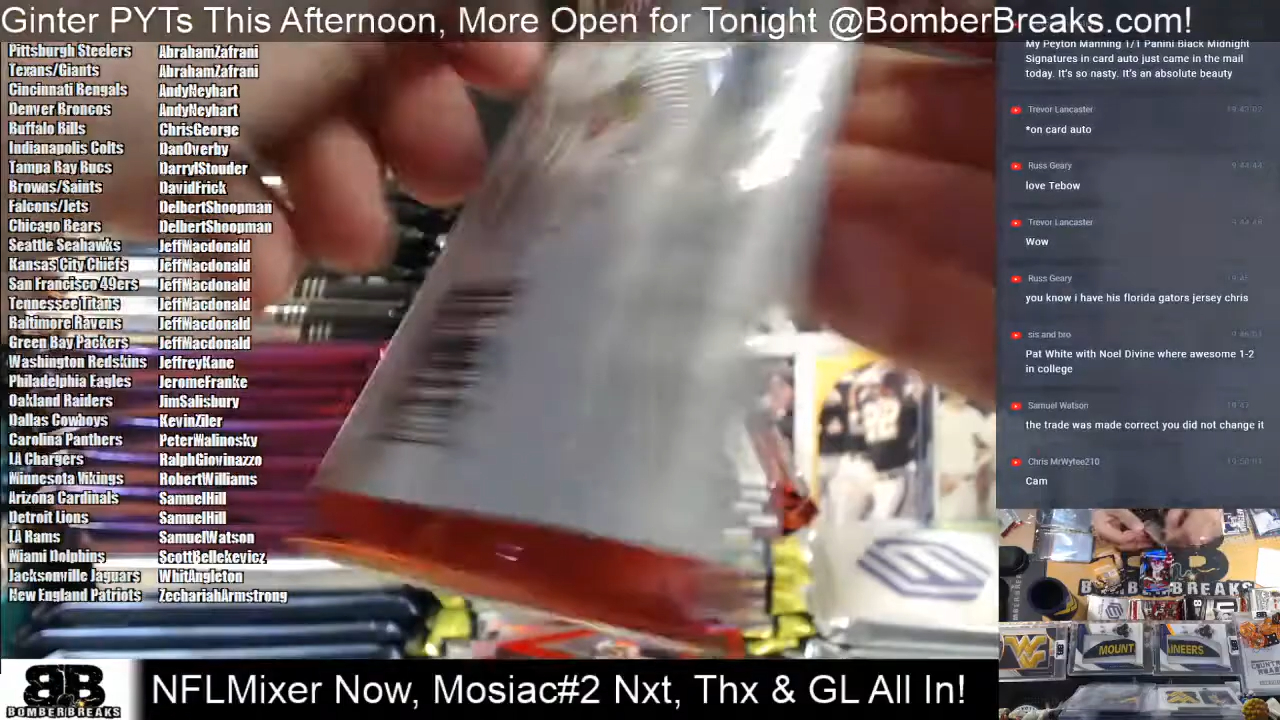 Ginter PYTs This Afternoon, More Open for Tonight @BomberBreaks.com!
Pittsburgh Steelers AbrahamZafrani
Texans/Giants AbrahamZafrani
Cincinnati Bengals AndyNeyhart
Denver Broncos AndyNeyhart
Buffalo Bills ChrisGeorge
Indianapolis Colts DanOverby
Tampa Bay Bucs DarrylStouder
Browns/Saints DavidFrick
Falcons/Jets DelbertShoopman
Chicago Bears DelbertShoopman
Seattle Seahawks JeffMacdonald
Kansas City Chiefs JeffMacdonald
San Francisco 49ers JeffMacdonald
Tennessee Titans JeffMacdonald
Baltimore Ravens JeffMacdonald
Green Bay Packers JeffMacdonald
Washington Redskins JeffreyKane
Philadelphia Eagles JeromeFranke
Oakland Raiders JimSalisbury
Dallas Cowboys KevinZiler
Carolina Panthers PeterWalinosky
LA Chargers RalphGiovinazzo
Minnesota Vikings RobertWilliams
Arizona Cardinals SamuelHill
Detroit Lions SamuelHill
LA Rams SamuelWatson
Miami Dolphins ScottBellekevicz
Jacksonville Jaguars WhitAngleton
New England Patriots ZechariahArmstrong
My Peyton Manning 1/1 Panini Black Midnight
Signatures in card auto just came in the mail
today. It's so nasty. It's an absolute beauty
Trevor Lancaster
*on card auto
Russ Geary
love Tebow
Trevor Lancaster
Wow
Russ Geary
you know i have his florida gators jersey chris
sis and bro
Pat White with Noel Divine where awesome 1-2
in college
Samuel Watson
the trade was made correct you did not change it
Chris MrWytee210
Cam
BREAKS
MOUNT
AINEERS
BOMBERBREAKS
NFLMixer Now, Mosiac#2 Nxt, Thx & GL All In!